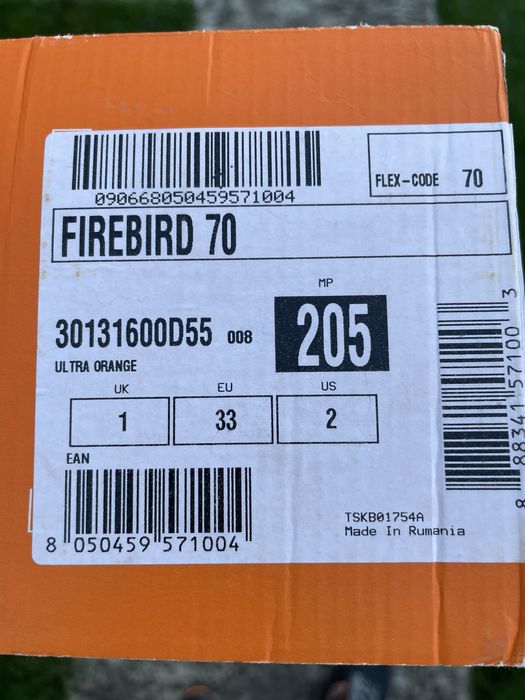 090668050459571004
FLEX-CODE 70
FIREBIRD 70
MP
30131600D55 008
205
ULTRA ORANGE
UK EU US
1 33 2
EAN
8 050459 571004
TSKB01754A
Made In Rumania
88341 57100 3